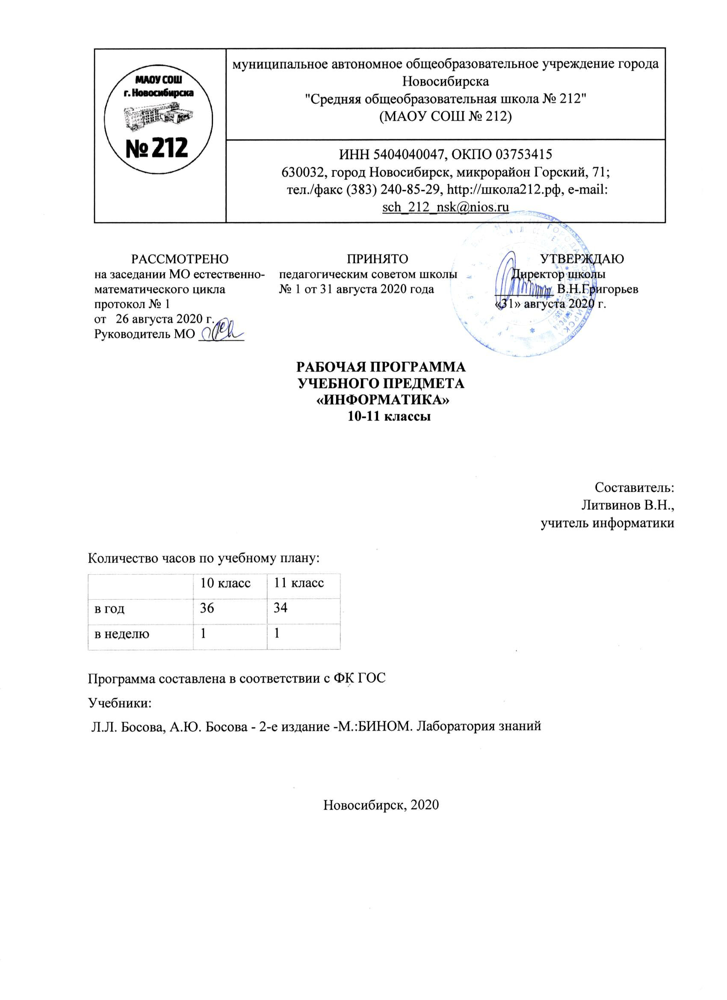 МАОУ СОШ
г. Новосибирска
№ 212
муниципальное автономное общеобразовательное учреждение города
Новосибирска
"Средняя общеобразовательная школа № 212"
(МАОУ СОШ № 212)
ИНН 5404040047, ОКПО 03753415
630032, город Новосибирск, микрорайон Горский, 71;
тел./факс (383) 240-85-29, http://школа212.рф, e-mail:
sch_212_nsk@nios.ru
РАССМОТРЕНО
на заседании МО естественно-
математического цикла
протокол № 1
от 26 августа 2020 г.
Руководитель МО
ПРИНЯТО
педагогическим советом школы
№ 1 от 31 августа 2020 года
УТВЕРЖДАЮ
Директор школы
В.Н.Григорьев
«31» августа 2020 г.
РАБОЧАЯ ПРОГРАММА
УЧЕБНОГО ПРЕДМЕТА
«ИНФОРМАТИКА»
10-11 классы
Составитель:
Литвинов В.Н.,
учитель информатики
Количество часов по учебному плану:
10 класс 11 класс
в год 36 34
в неделю 1 1
Программа составлена в соответствии с ФК ГОС
Учебники:
Л.Л. Босова, А.Ю. Босова - 2-е издание -М.:БИНОМ. Лаборатория знаний
Новосибирск, 2020